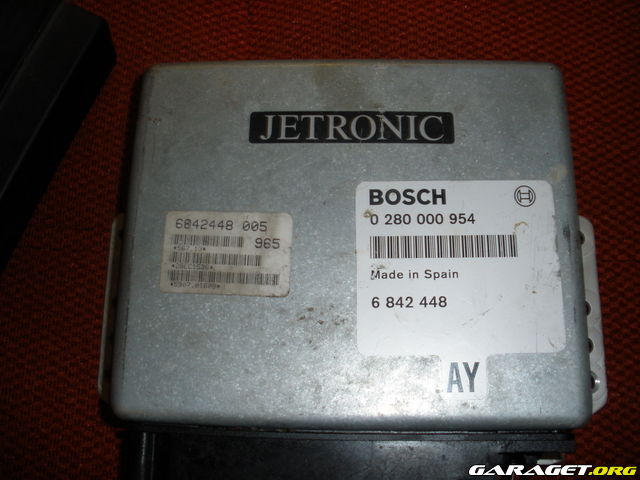 JETRONIC
BOSCH
0 280 000 954
Made in Spain
6 842 448
AY
6842448 005
965
GARAGET.ORG